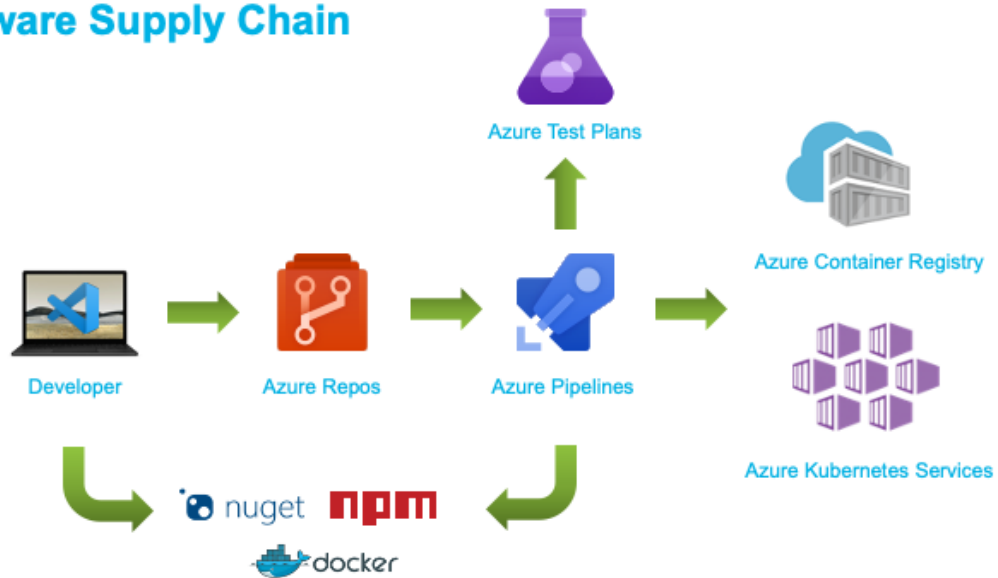 ware Supply Chain
Azure Test Plans
Azure Container Registry
Developer
Azure Repos
Azure Pipelines
Azure Kubernetes Services
nuget
npm
docker